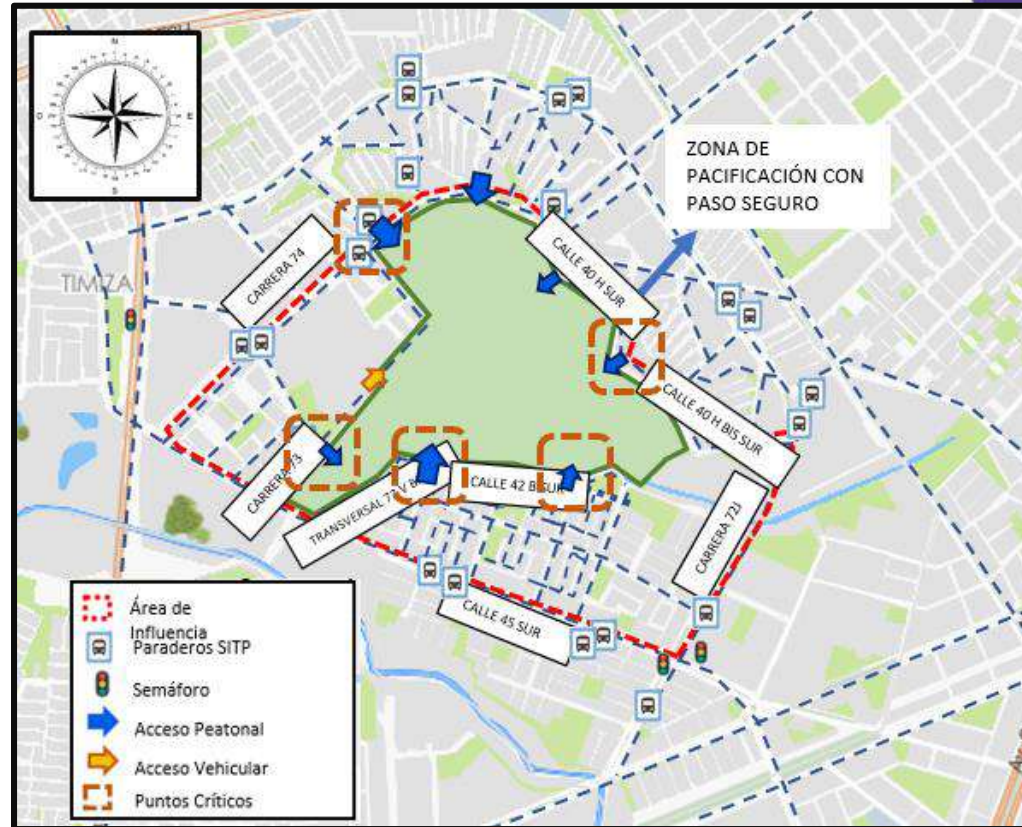 N
O
E
S
ZONA DE
PACIFICACIÓN CON
PASO SEGURO
CALLE 40 H SUR
CARRERA 74
TIMIZA
CALLE 40 H BIS SUR
CARRERA 73
TRANSVERSAL 72
CALLE 42 B SUR
CARRERA 72J
CALLE 45 SUR
Área de
Influencia
Paraderos SITP
Semáforo
Acceso Peatonal
Acceso Vehicular
Puntos Críticos